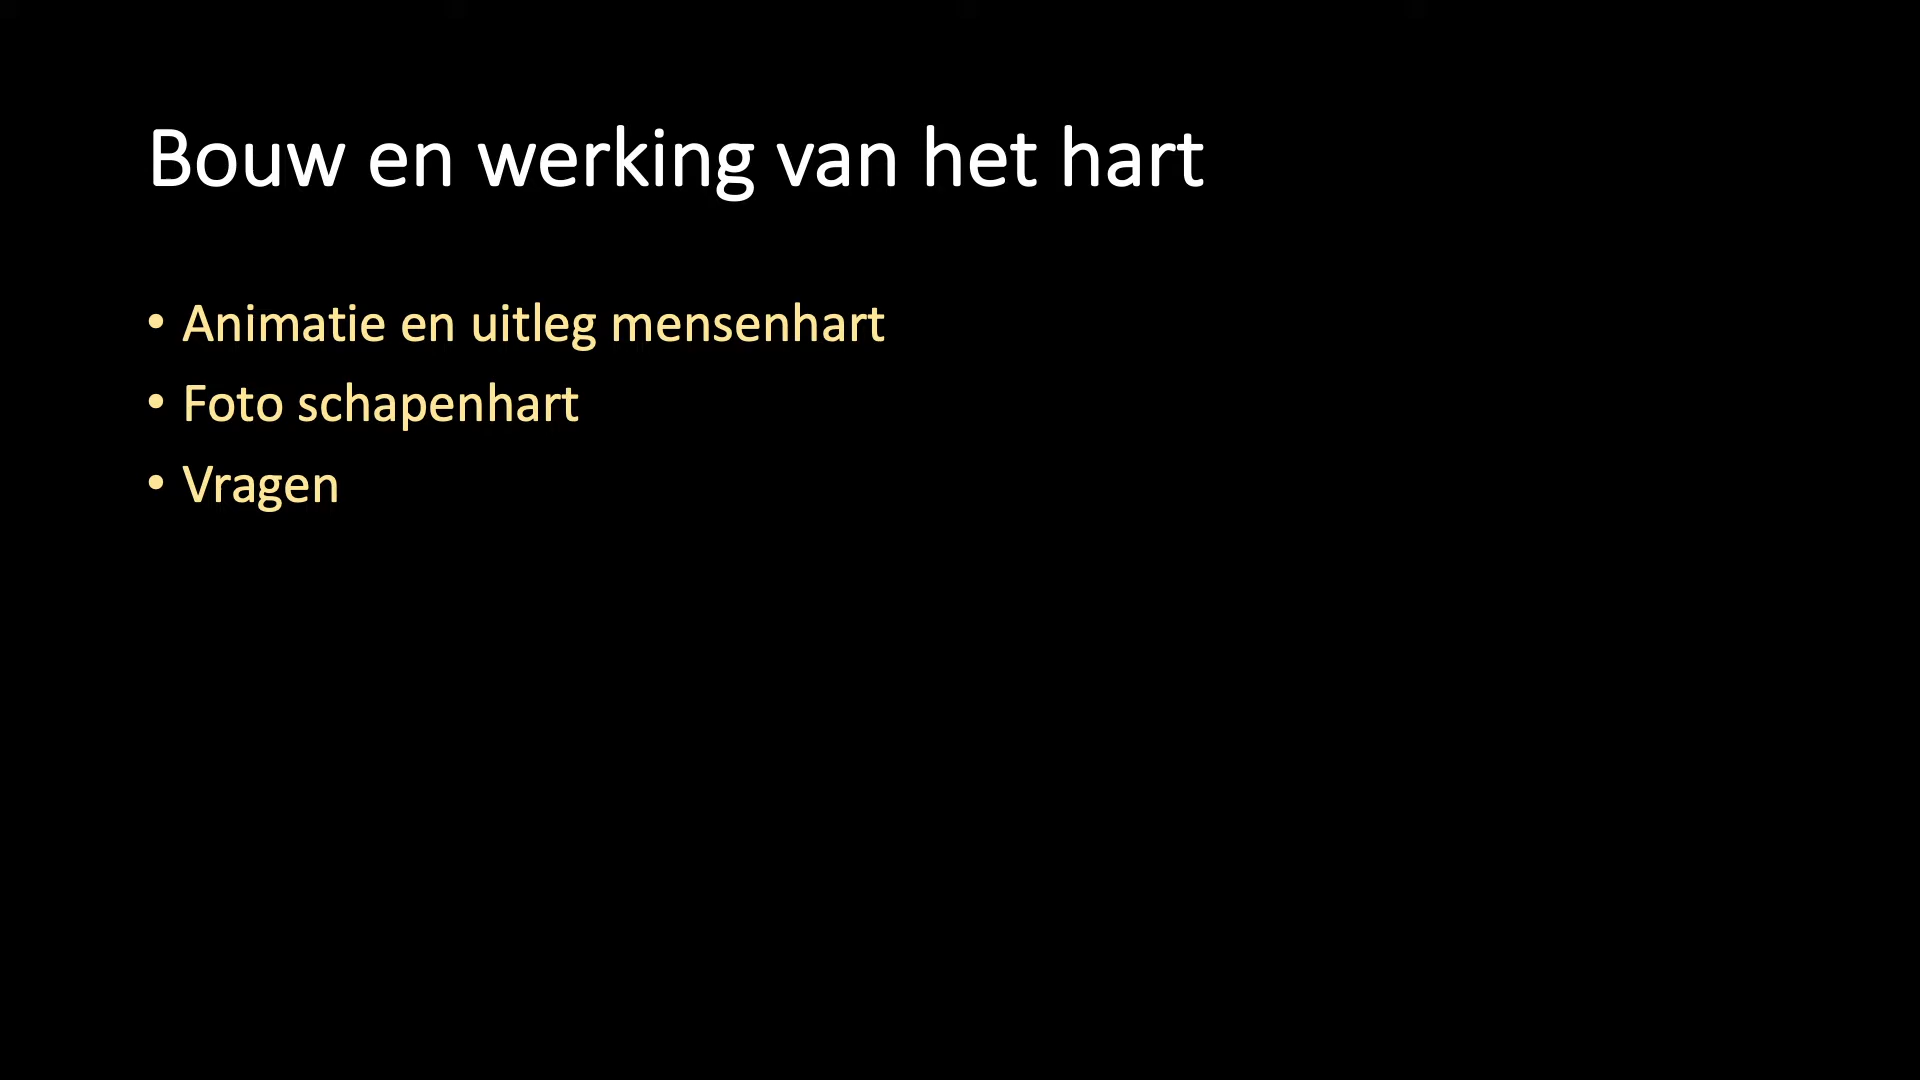 Bouw en werking van het hart
• Animatie en uitleg mensenhart
• Foto schapenhart
• Vragen